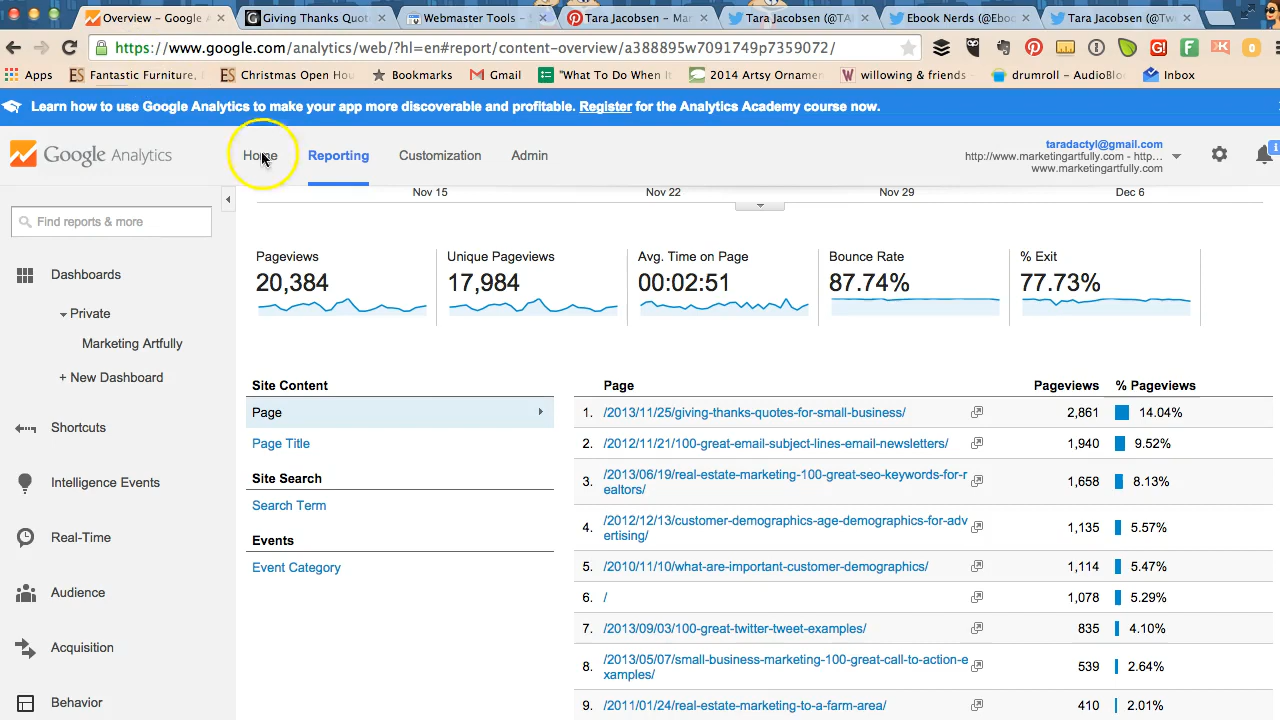 Overview – Google A
Giving Thanks Quot
Webmaster Tools –
Tara Jacobsen – Ma
Tara Jacobsen (@TA
Ebook Nerds (@Ebo
Tara Jacobsen (@Tw
https://www.google.com/analytics/web/?hl=en#report/content-overview/a388895w7091749p7359072/
Apps
ES Fantastic Furniture,
ES Christmas Open Hou
Bookmarks
Gmail
"What To Do When It
2014 Artsy Ornamen
willowing & friends
drumroll – AudioBlo
Inbox
Learn how to use Google Analytics to make your app more discoverable and profitable. Register for the Analytics Academy course now.
Google Analytics
Home
Reporting
Customization
Admin
taradactyl@gmail.com
http://www.marketingartfully.com - http...
www.marketingartfully.com
Nov 15
Nov 22
Nov 29
Dec 6
Find reports & more
Dashboards
Private
Marketing Artfully
+ New Dashboard
Shortcuts
Intelligence Events
Real-Time
Audience
Acquisition
Behavior
Pageviews
20,384
Unique Pageviews
17,984
Avg. Time on Page
00:02:51
Bounce Rate
87.74%
% Exit
77.73%
Site Content
Page
Page Title
Site Search
Search Term
Events
Event Category
Page Pageviews % Pageviews
1. /2013/11/25/giving-thanks-quotes-for-small-business/ 2,861 14.04%
2. /2012/11/21/100-great-email-subject-lines-email-newsletters/ 1,940 9.52%
3. /2013/06/19/real-estate-marketing-100-great-seo-keywords-for-r 1,658 8.13%
ealtors/
4. /2012/12/13/customer-demographics-age-demographics-for-adv 1,135 5.57%
ertising/
5. /2010/11/10/what-are-important-customer-demographics/ 1,114 5.47%
6. / 1,078 5.29%
7. /2013/09/03/100-great-twitter-tweet-examples/ 835 4.10%
8. /2013/05/07/small-business-marketing-100-great-call-to-action-e 539 2.64%
xamples/
9. /2011/01/24/real-estate-marketing-to-a-farm-area/ 410 2.01%